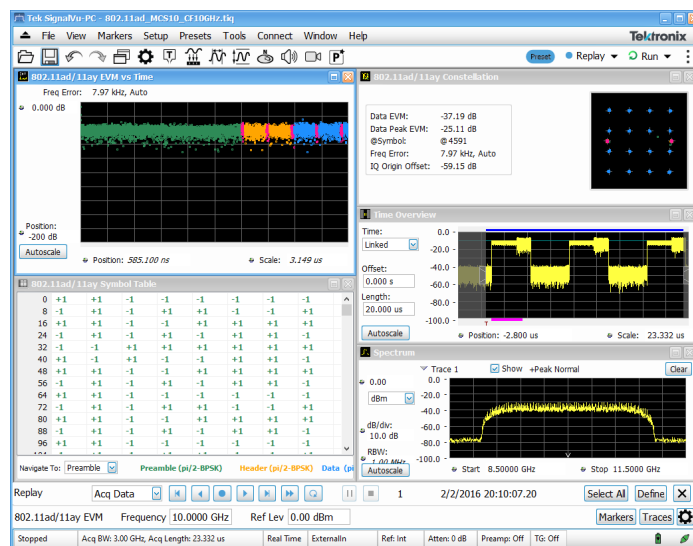 Tek SignalVu-PC - 802.11ad_MCS10_CF10GHz.tiq
File View Markers Setup Presets Tools Connect Window Help
Tektronix
Preset Replay Run
802.11ad/11ay EVM vs Time
Freq Error: 7.97 kHz, Auto
0.000 dB
Position:
-200 dB
Autoscale
Position: 585.100 ns
Scale: 3.149 us
802.11ad/11ay Constellation
Data EVM: -37.19 dB
Data Peak EVM: -25.11 dB
@Symbol: @4591
Freq Error: 7.97 kHz, Auto
IQ Origin Offset: -59.15 dB
Time Overview
Time:
Linked
Offset:
0.000 s
Length:
20.000 us
Autoscale
0.0
-20.0
-40.0
-60.0
-80.0
-100.0
T
Position: -2.800 us
Scale: 23.332 us
802.11ad/11ay Symbol Table
0 +1 +1 -1 -1 -1 -1 -1 -1
8 -1 +1 -1 +1 +1 -1 -1 +1
16 +1 +1 -1 -1 +1 +1 +1 +1
24 -1 +1 -1 +1 -1 +1 +1 -1
32 -1 -1 +1 +1 +1 +1 +1 +1
40 +1 -1 +1 -1 -1 +1 +1 -1
48 +1 +1 -1 -1 +1 +1 +1 +1
56 -1 +1 -1 +1 -1 +1 +1 -1
64 +1 +1 -1 -1 -1 -1 -1 -1
72 -1 +1 -1 +1 +1 -1 -1 +1
80 +1 +1 -1 -1 +1 +1 +1 +1
88 -1 +1 -1 +1 -1 +1 +1 -1
96 +1 +1 -1 -1 -1 -1 -1 -1
Navigate To: Preamble
Preamble (pi/2-BPSK) Header (pi/2-BPSK) Data (pi
Spectrum
Trace 1 Show +Peak Normal Clear
0.00
dBm
dB/div:
10.0 dB
RBW:
1.00 MHz
Autoscale
0.0
-20.0
-40.0
-60.0
-80.0
-100.0
Start 8.50000 GHz
Stop 11.5000 GHz
Replay Acq Data 1 2/2/2016 20:10:07.20 Select All Define
802.11ad/11ay EVM Frequency 10.0000 GHz Ref Lev 0.00 dBm Markers Traces
Stopped Acq BW: 3.00 GHz, Acq Length: 23.332 us Real Time ExternalIn Ref: Int Atten: 0 dB Preamp: Off TG: Off